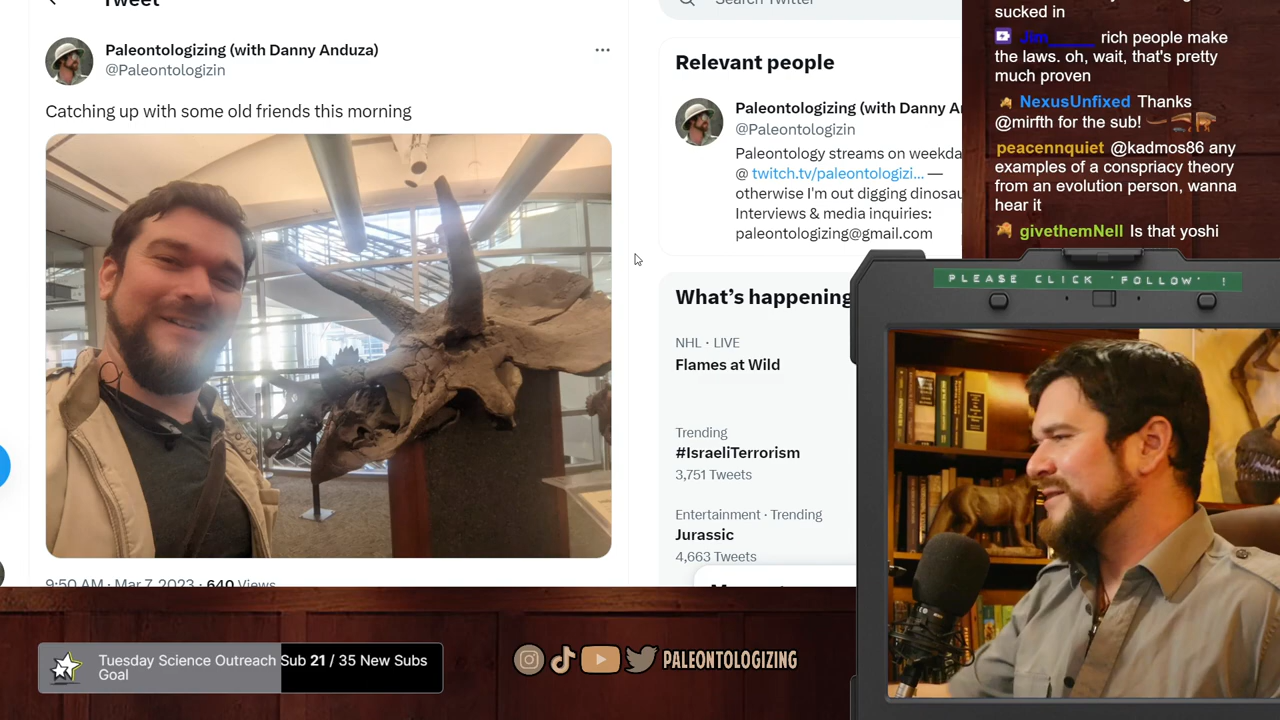 Tweet
Paleontologizing (with Danny Anduza)
@Paleontologizin
Catching up with some old friends this morning
9:50 AM · Mar 7, 2023 · 640 Views
Search Twitter
Relevant people
Paleontologizing (with Danny A
@Paleontologizin
Paleontology streams on weekda
@ twitch.tv/paleontologizi... —
otherwise I'm out digging dinosau
Interviews & media inquiries:
paleontologizing@gmail.com
What's happening
NHL · LIVE
Flames at Wild
Trending
#IsraeliTerrorism
3,751 Tweets
Entertainment · Trending
Jurassic
4,663 Tweets
sucked in
Jim_____ rich people make
the laws. oh, wait, that's pretty
much proven
NexusUnfixed Thanks
@mirfth for the sub!
peacennquiet @kadmos86 any
examples of a conspriacy theory
from an evolution person, wanna
hear it
givethemNell Is that yoshi
PLEASE CLICK 'FOLLOW' !
Tuesday Science Outreach Sub 21 / 35 New Subs
Goal
PALEONTOLOGIZING